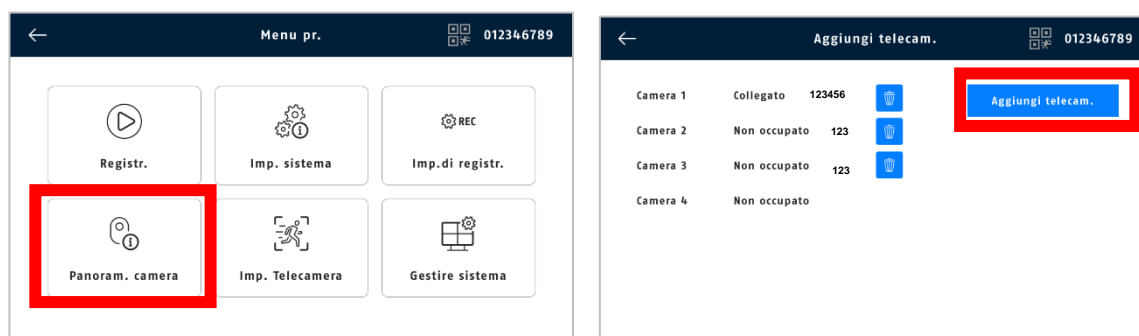 Menu pr.
012346789
Registr.
Imp. sistema
REC
Imp.di registr.
Panoram. camera
Imp. Telecamera
Gestire sistema
Aggiungi telecam.
012346789
Camera 1 Collegato 123456
Aggiungi telecam.
Camera 2 Non occupato 123
Camera 3 Non occupato 123
Camera 4 Non occupato